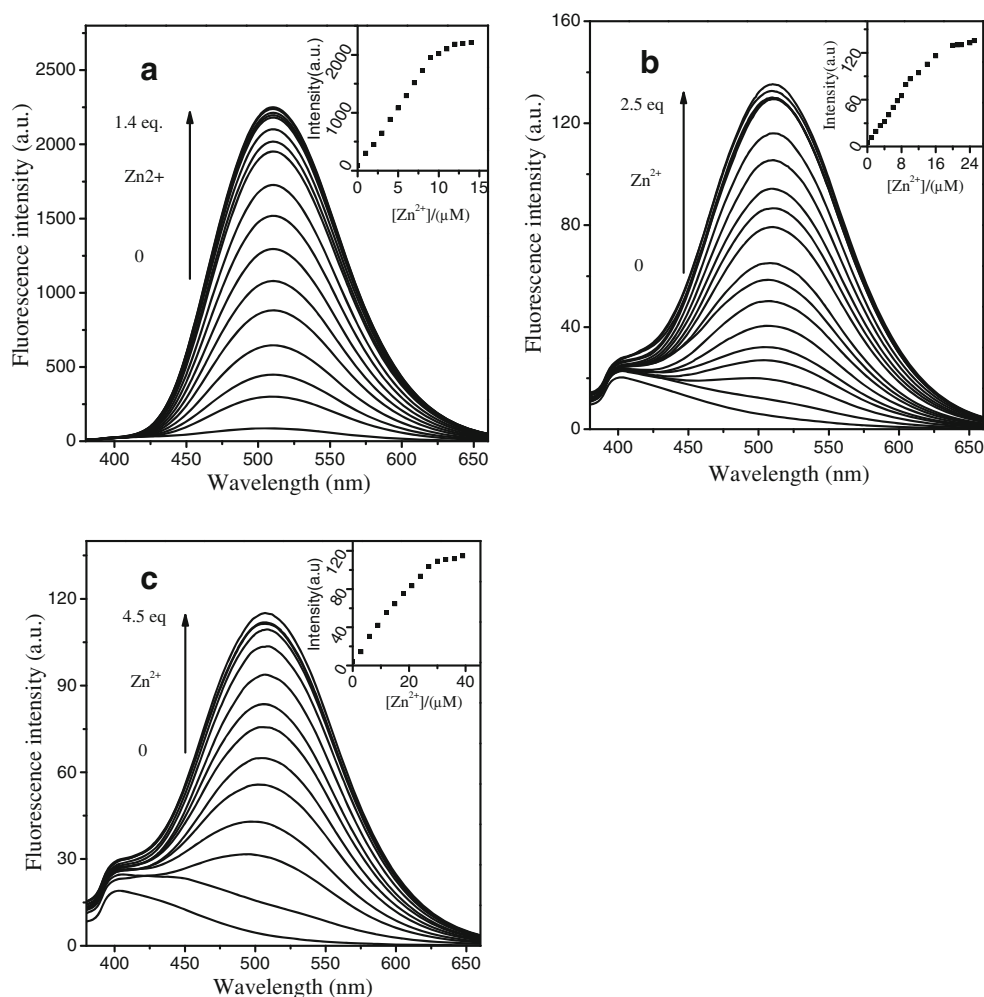 a
1.4 eq.
Zn2+
0
Fluorescence intensity (a.u.)
2500
2000
1500
1000
500
0
400 450 500 550 600 650
Wavelength (nm)
Intensity(a.u.)
2000
1000
0
0 5 10 15
[Zn²⁺]/(μM)
b
2.5 eq
Zn²⁺
0
Fluorescence intensity (a.u.)
160
120
80
40
0
400 450 500 550 600 650
Wavelength (nm)
Intensity(a.u.)
120
60
0
0 8 16 24
[Zn²⁺]/(μM)
c
4.5 eq
Zn²⁺
0
Fluorescence intensity (a.u.)
120
90
60
30
0
400 450 500 550 600 650
Wavelength (nm)
Intensity(a.u)
120
80
40
0
0 20 40
[Zn²⁺]/(μM)